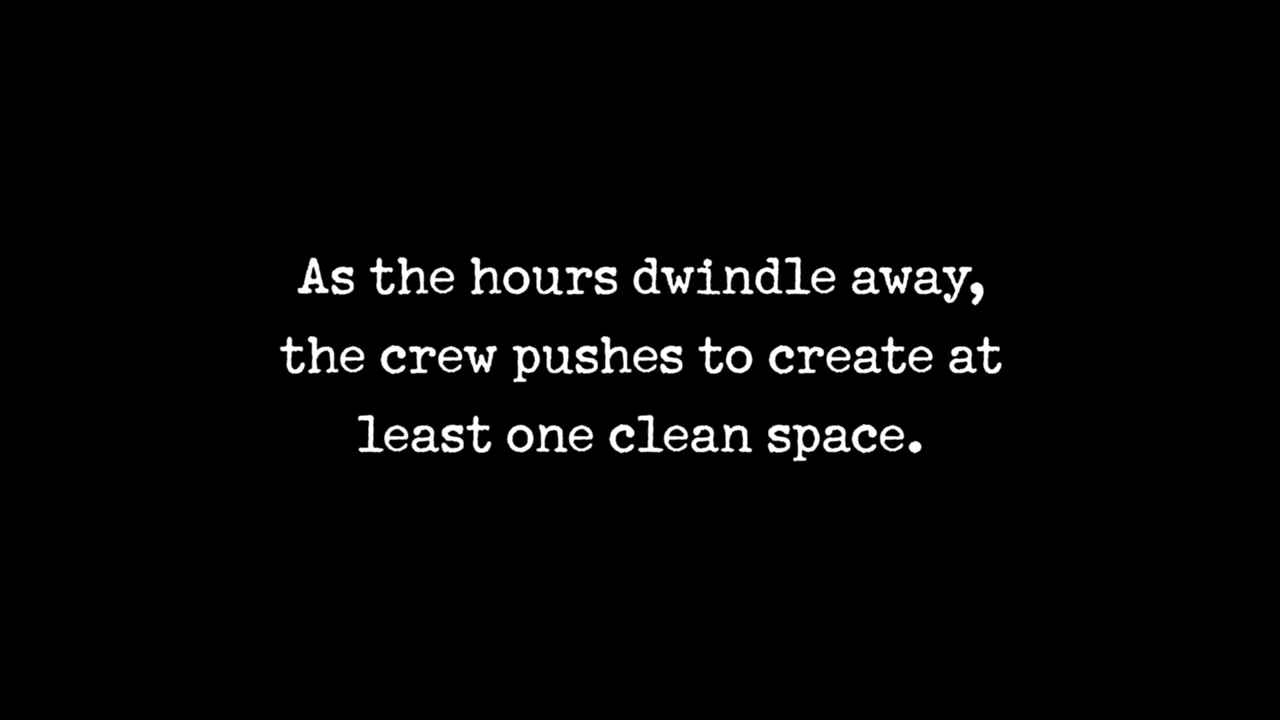 As the hours dwindle away,
the crew pushes to create at
least one clean space.